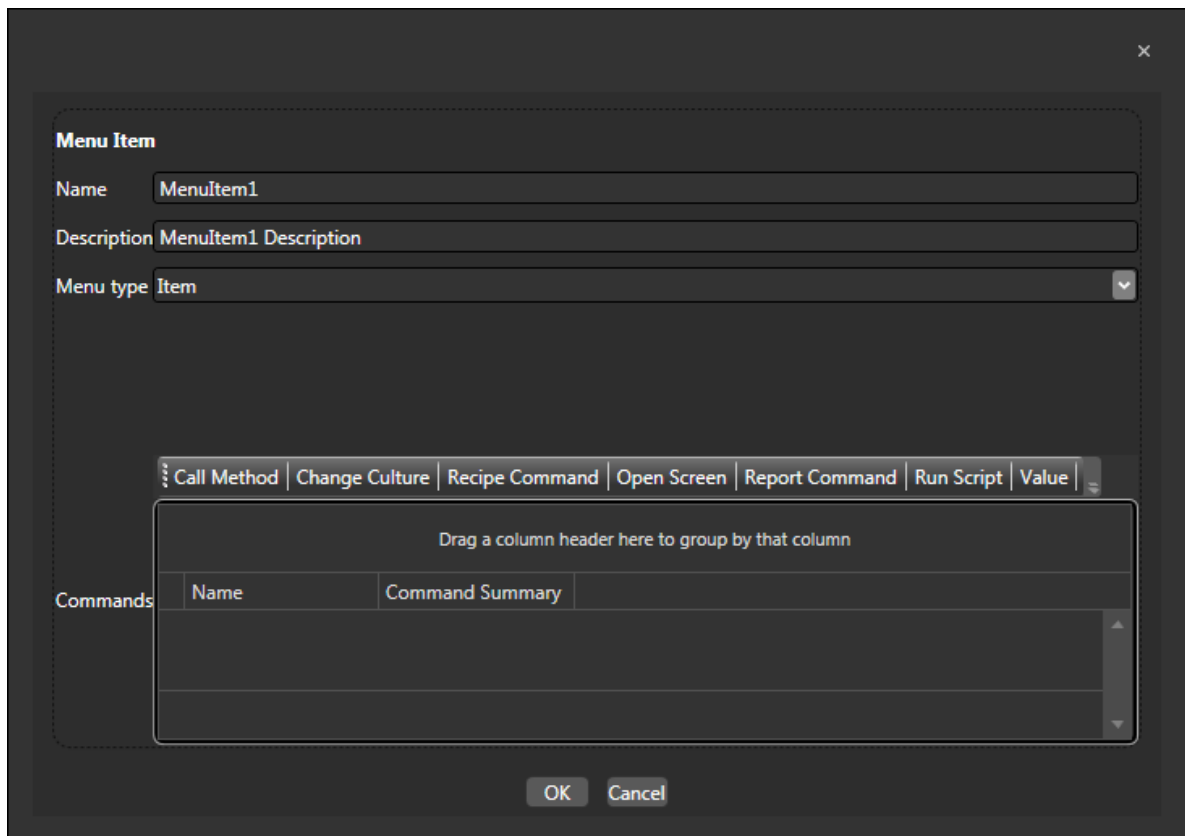 Menu Item
Name MenuItem1
Description MenuItem1 Description
Menu type Item
Call Method Change Culture Recipe Command Open Screen Report Command Run Script Value
Drag a column header here to group by that column
Name Command Summary
Commands
OK Cancel